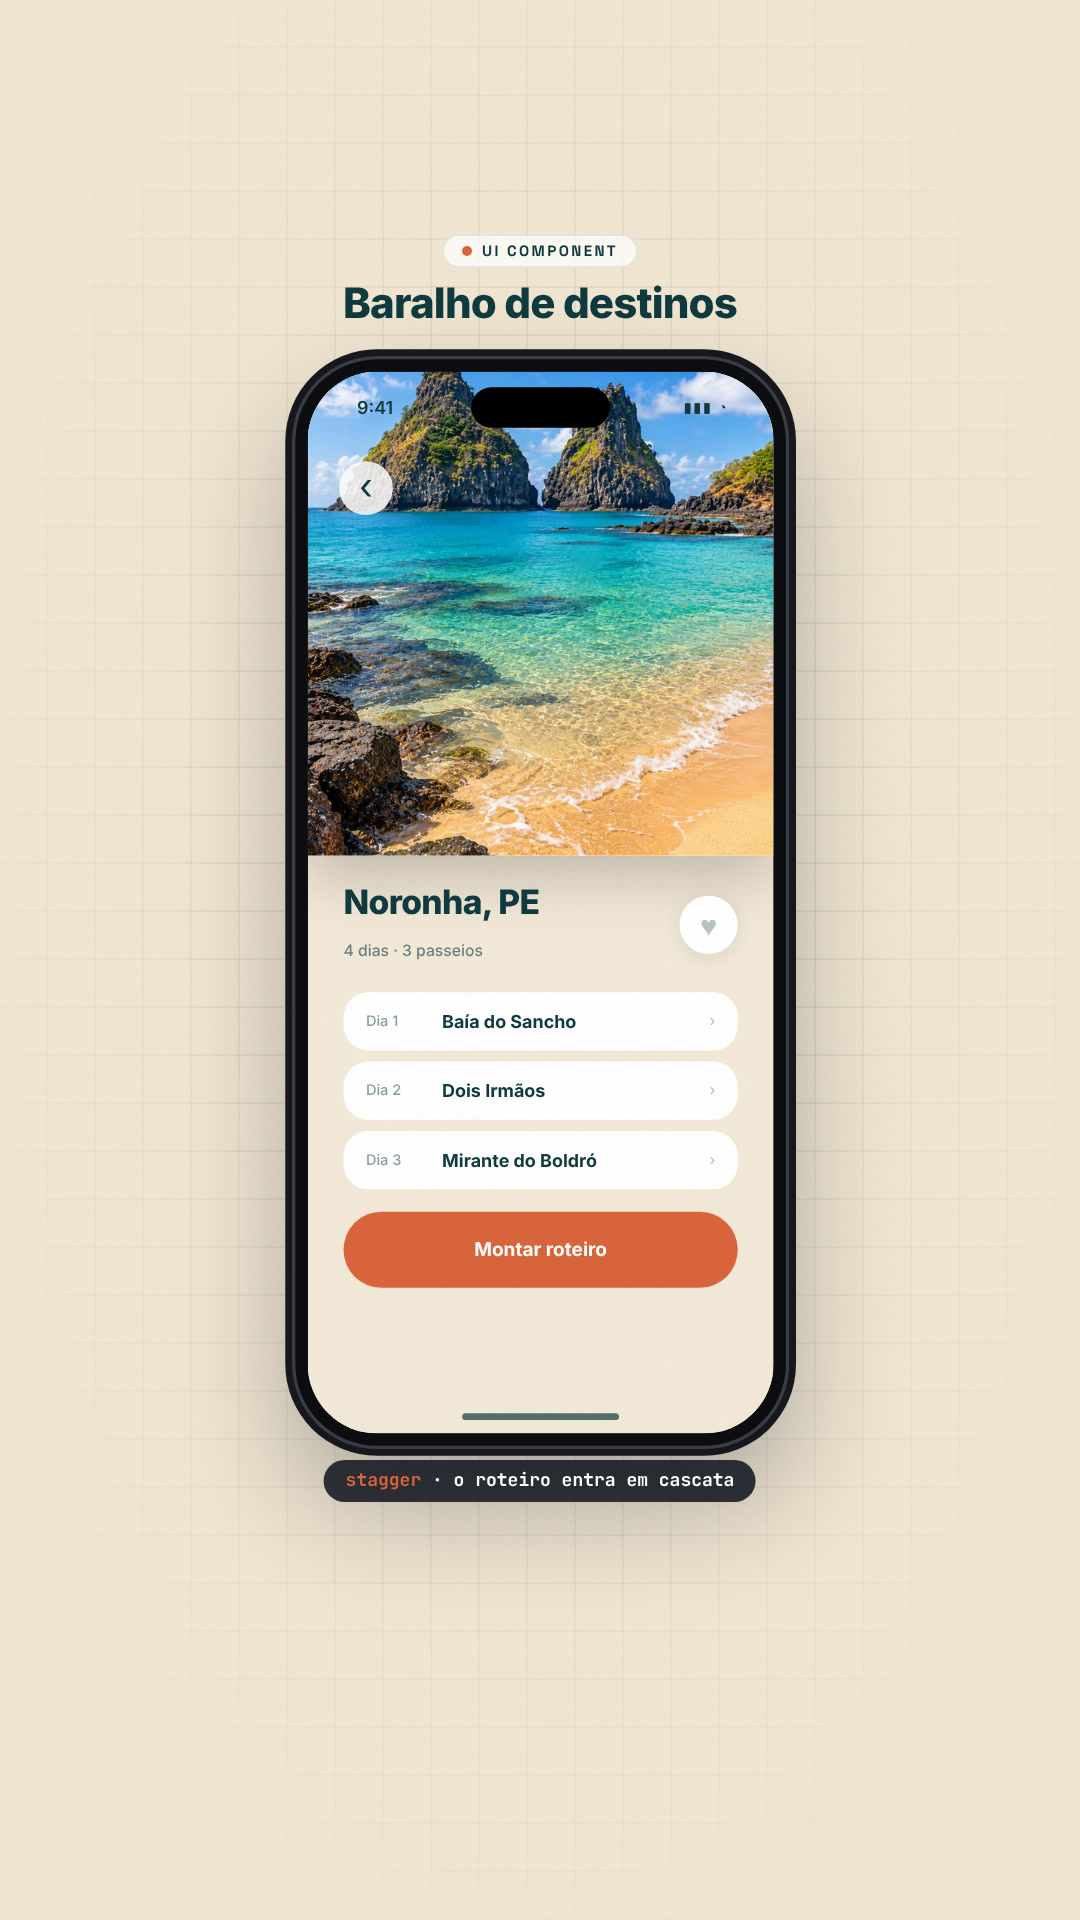 UI COMPONENT
Baralho de destinos
9:41
Noronha, PE
4 dias · 3 passeios
Dia 1 Baía do Sancho ›
Dia 2 Dois Irmãos ›
Dia 3 Mirante do Boldró ›
Montar roteiro
stagger · o roteiro entra em cascata